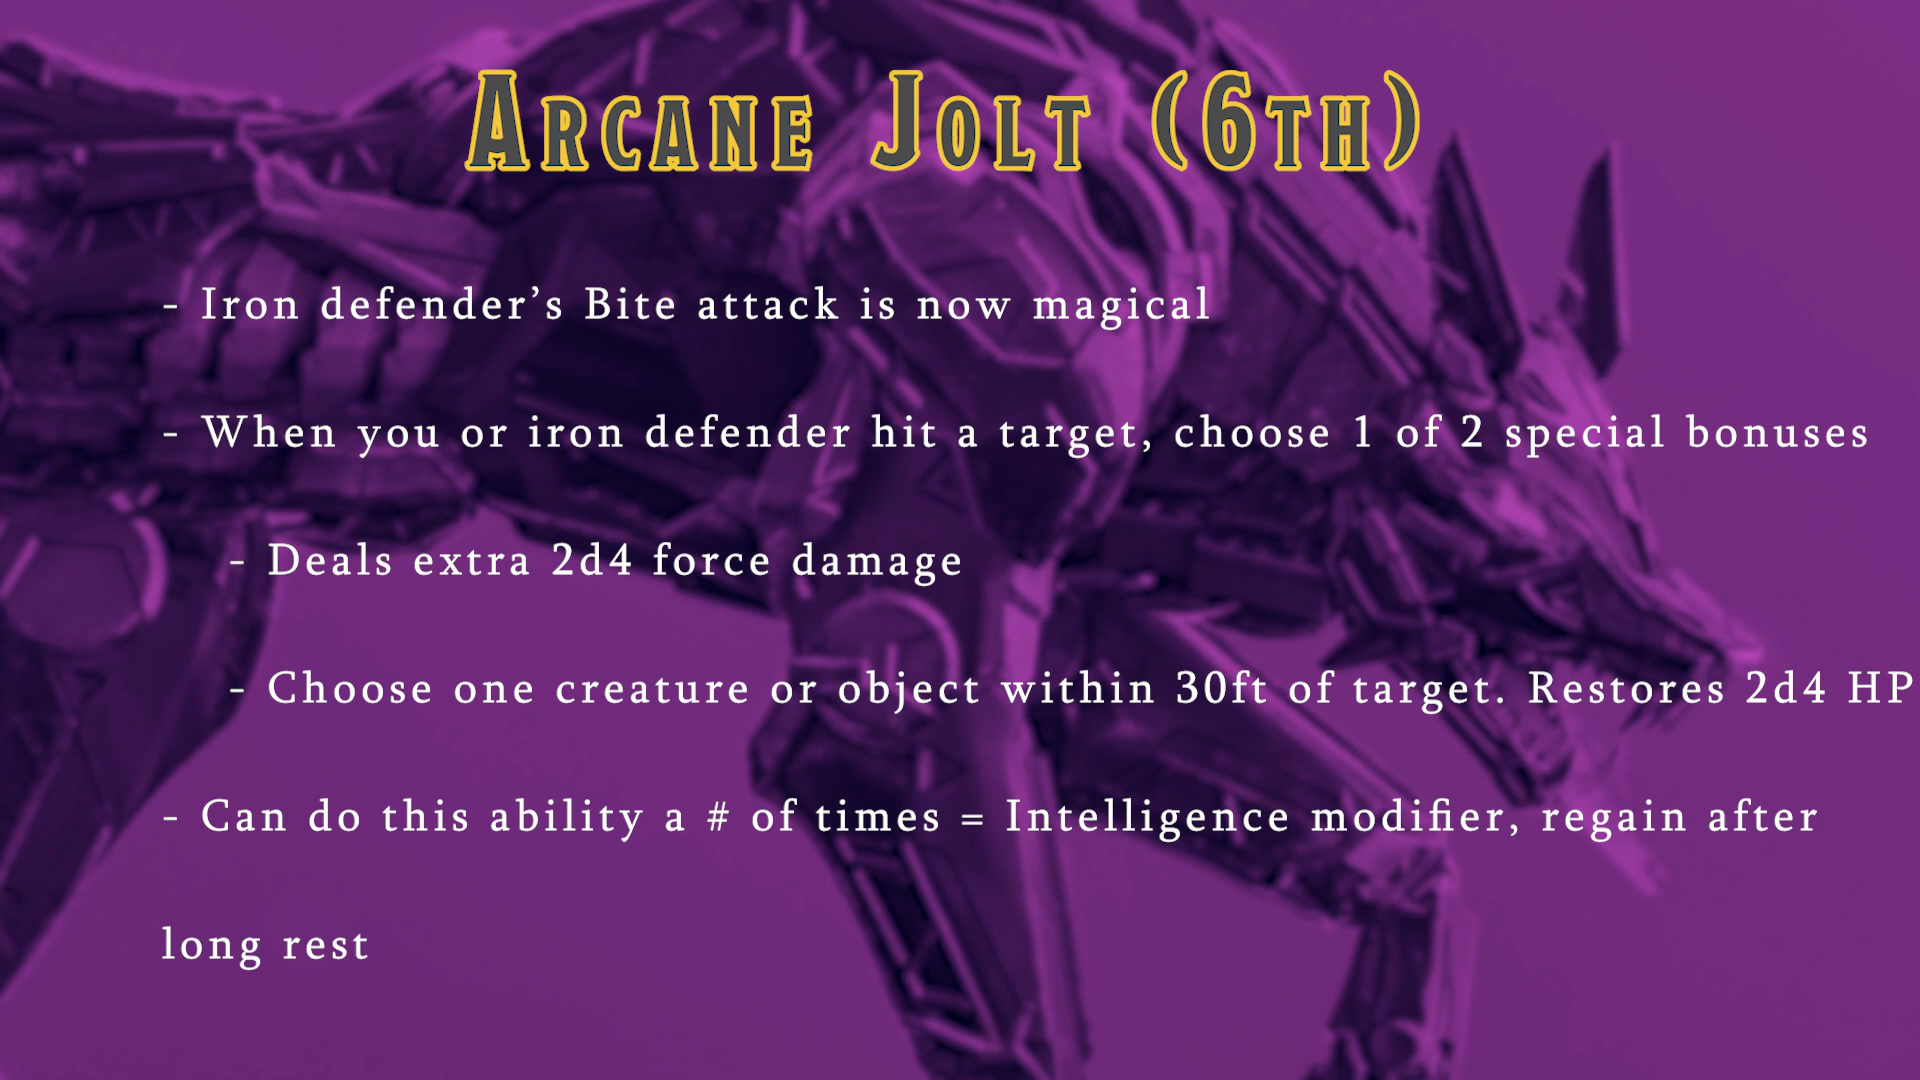 Arcane Jolt (6th)
- Iron defender’s Bite attack is now magical
- When you or iron defender hit a target, choose 1 of 2 special bonuses
- Deals extra 2d4 force damage
- Choose one creature or object within 30ft of target. Restores 2d4 HP
- Can do this ability a # of times = Intelligence modifier, regain after
long rest